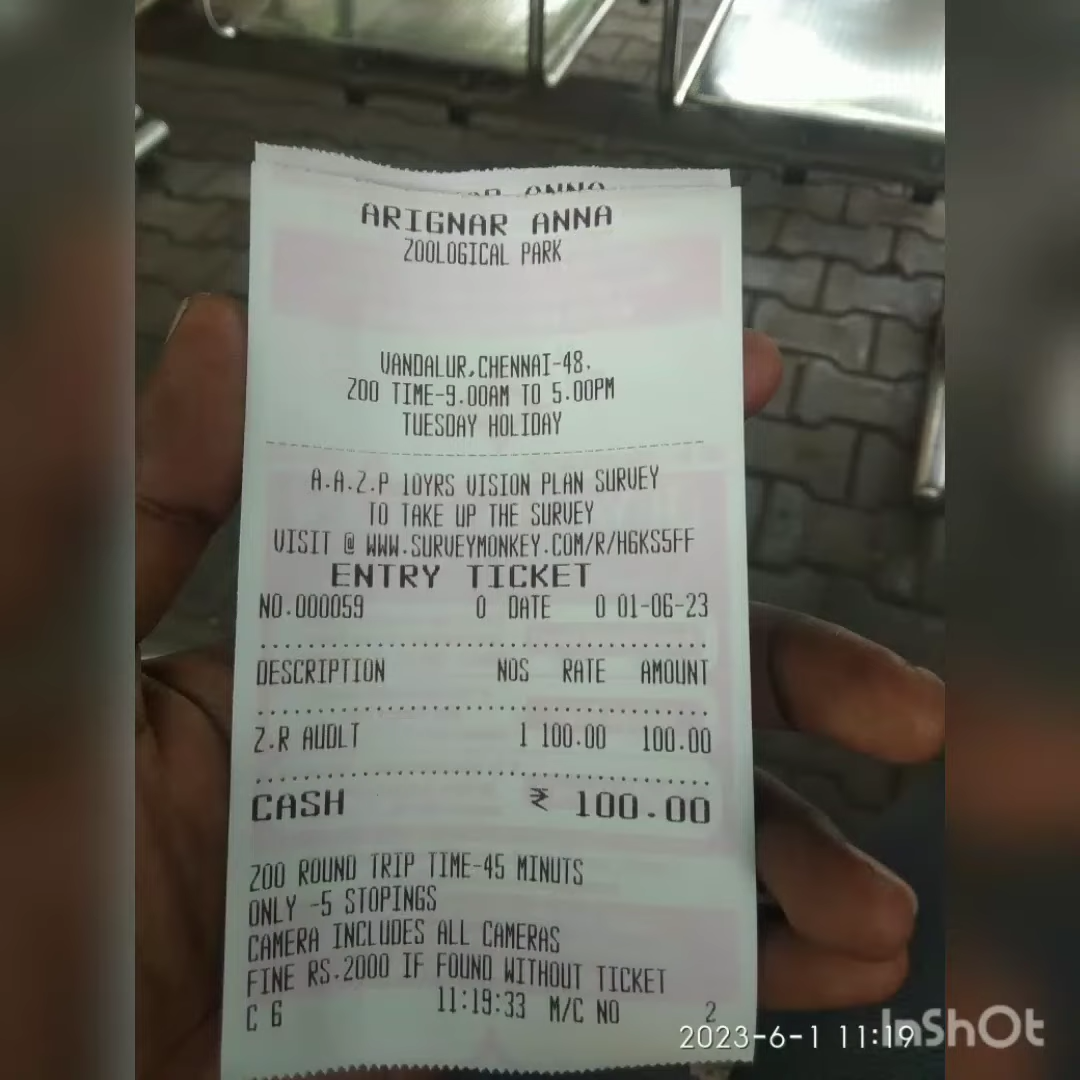 ARIGNAR ANNA
ZOOLOGICAL PARK
VANDALUR,CHENNAI-48.
ZOO TIME-9.00AM TO 5.00PM
TUESDAY HOLIDAY
A.A.Z.P 10YRS VISION PLAN SURVEY
TO TAKE UP THE SURVEY
VISIT @ WWW.SURVEYMONKEY.COM/R/H6KS5FF
ENTRY TICKET
NO.000059 0 DATE 0 01-06-23
DESCRIPTION NOS RATE AMOUNT
Z.R AUDLT 1 100.00 100.00
CASH ₹ 100.00
ZOO ROUND TRIP TIME-45 MINUTS
ONLY -5 STOPINGS
CAMERA INCLUDES ALL CAMERAS
FINE RS.2000 IF FOUND WITHOUT TICKET
C 6 11:19:33 M/C NO 2
2023-6-1 11:19
InShOt